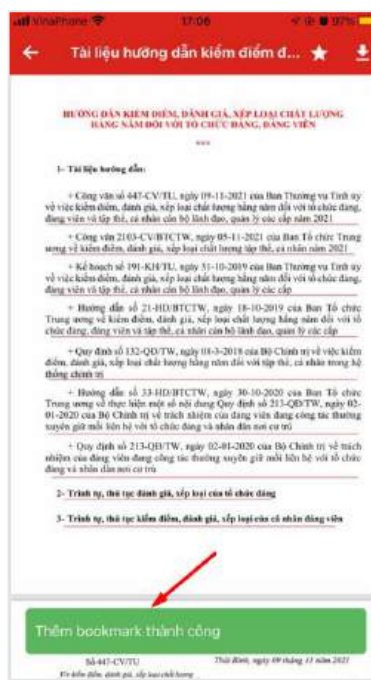 VinaPhone 17:06 97%
Tài liệu hướng dẫn kiểm điểm đ...
HƯỚNG DẪN KIỂM ĐIỂM, ĐÁNH GIÁ, XẾP LOẠI CHẤT LƯỢNG
HÀNG NĂM ĐỐI VỚI TỔ CHỨC ĐẢNG, ĐẢNG VIÊN
***
1- Tài liệu hướng dẫn:
+ Công văn số 447-CV/TU, ngày 09-11-2021 của Ban Thường vụ Tỉnh ủy
về việc kiểm điểm, đánh giá, xếp loại chất lượng hằng năm đối với tổ chức đảng,
đảng viên và tập thể, cá nhân cán bộ lãnh đạo, quản lý các cấp năm 2021
+ Công văn 2103-CV/BTCTW, ngày 05-11-2021 của Ban Tổ chức Trung
ương về kiểm điểm, đánh giá, xếp loại chất lượng năm 2021
+ Kế hoạch số 191-KH/TU, ngày 31-10-2019 của Ban Thường vụ Tỉnh ủy
về việc kiểm điểm, đánh giá, xếp loại chất lượng hằng năm đối với tổ chức đảng,
đảng viên và tập thể, cá nhân cán bộ lãnh đạo, quản lý các cấp
+ Hướng dẫn số 21-HD/BTCTW, ngày 18-10-2019 của Ban Tổ chức
Trung ương về kiểm điểm, đánh giá, xếp loại chất lượng hằng năm đối với tổ
chức đảng, đảng viên và tập thể, cá nhân cán bộ lãnh đạo, quản lý các cấp
+ Quy định số 132-QĐ/TW, ngày 08-3-2018 của Bộ Chính trị về việc kiểm
điểm, đánh giá, xếp loại chất lượng hằng năm đối với tập thể, cá nhân trong hệ
thống chính trị
+ Hướng dẫn số 33-HD/BTCTW, ngày 30-10-2020 của Ban Tổ chức
Trung ương về thực hiện một số nội dung Quy định số 213-QĐ/TW, ngày 02-
01-2020 của Bộ Chính trị về trách nhiệm của đảng viên đang công tác thường
xuyên giữ mối liên hệ với tổ chức đảng và nhân dân nơi cư trú
+ Quy định số 213-QĐ/TW, ngày 02-01-2020 của Bộ Chính trị về trách
nhiệm của đảng viên đang công tác thường xuyên giữ mối liên hệ với tổ chức
đảng và nhân dân nơi cư trú
2- Trình tự, thủ tục đánh giá, xếp loại của tổ chức đảng
3- Trình tự, thủ tục kiểm điểm, đánh giá, xếp loại của cá nhân đảng viên
Thêm bookmark thành công
Số 447-CV/TU Thái Bình, ngày 09 tháng 11 năm 2021
Về kiểm điểm, đánh giá, xếp loại chất lượng